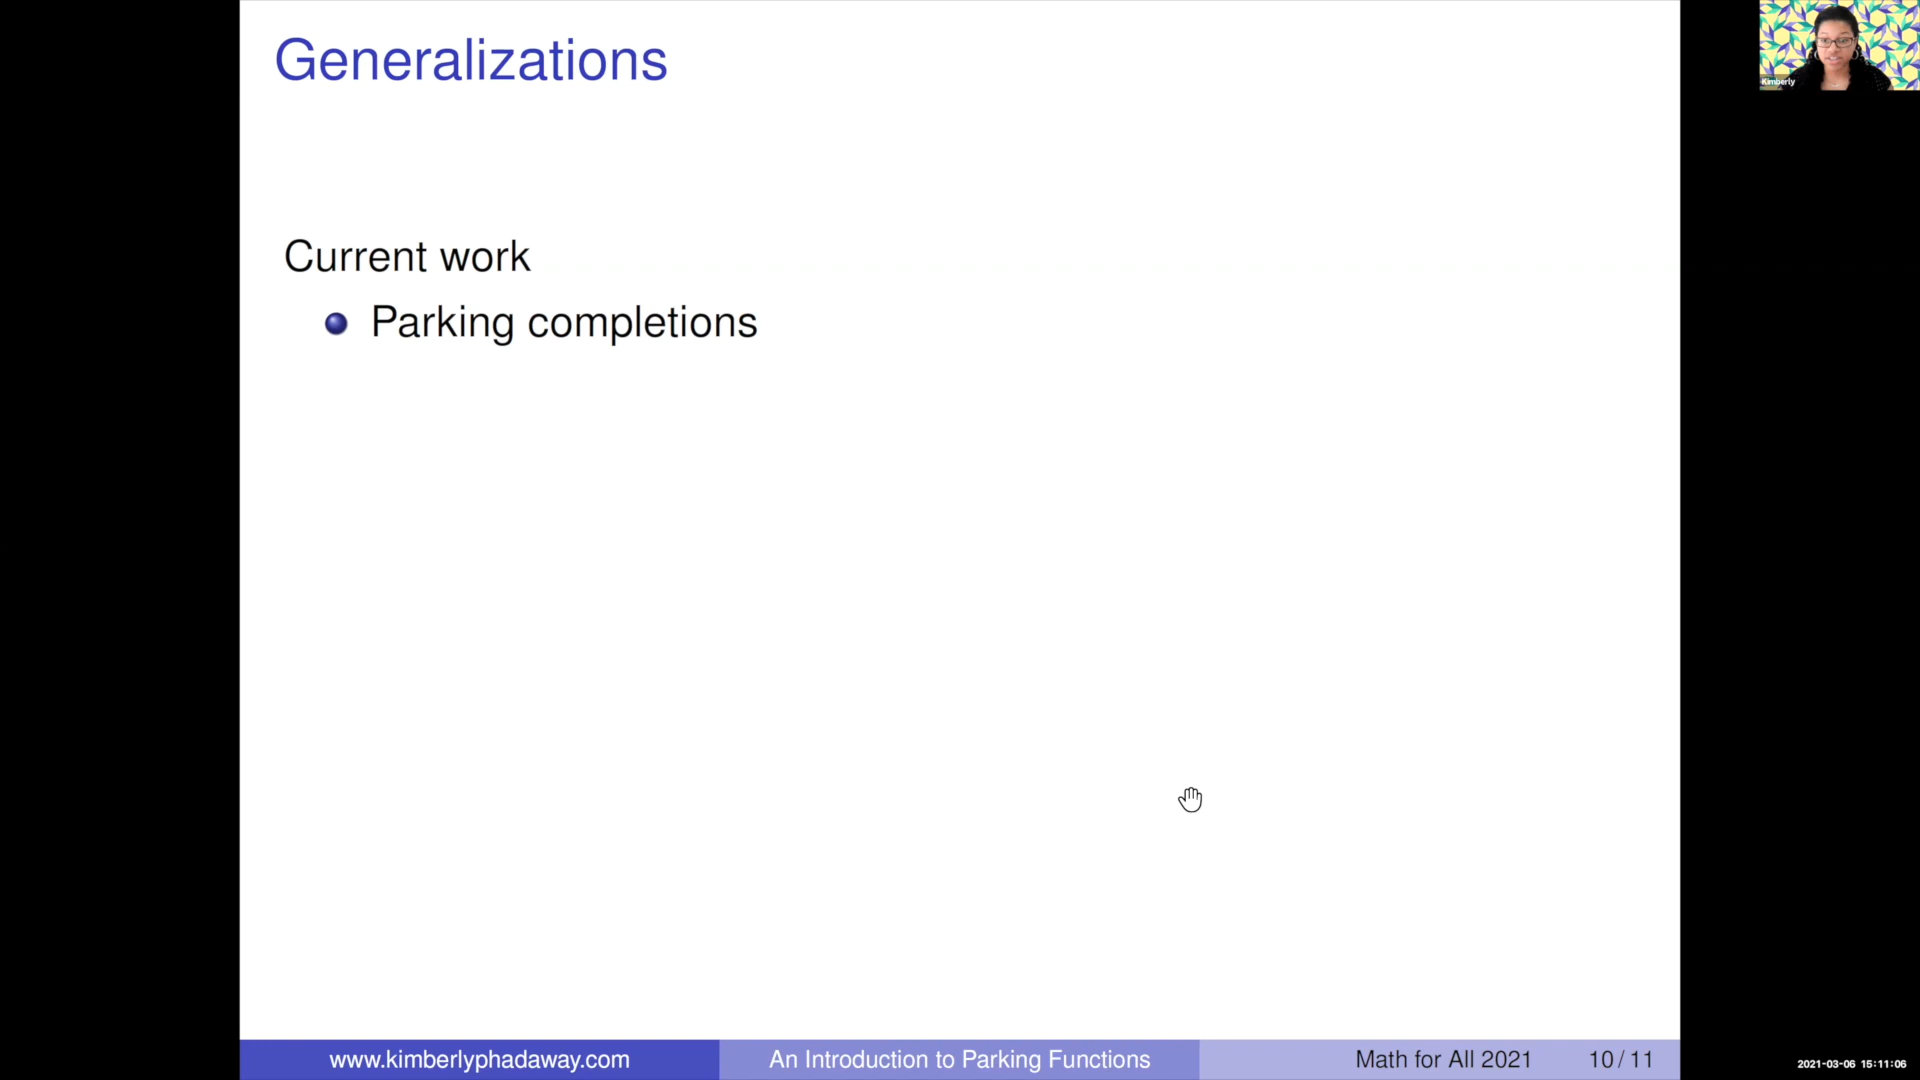 Generalizations
Kimberly
Current work
Parking completions
www.kimberlyphadaway.com
An Introduction to Parking Functions
Math for All 2021
10 / 11
2021-03-06 15:11:06